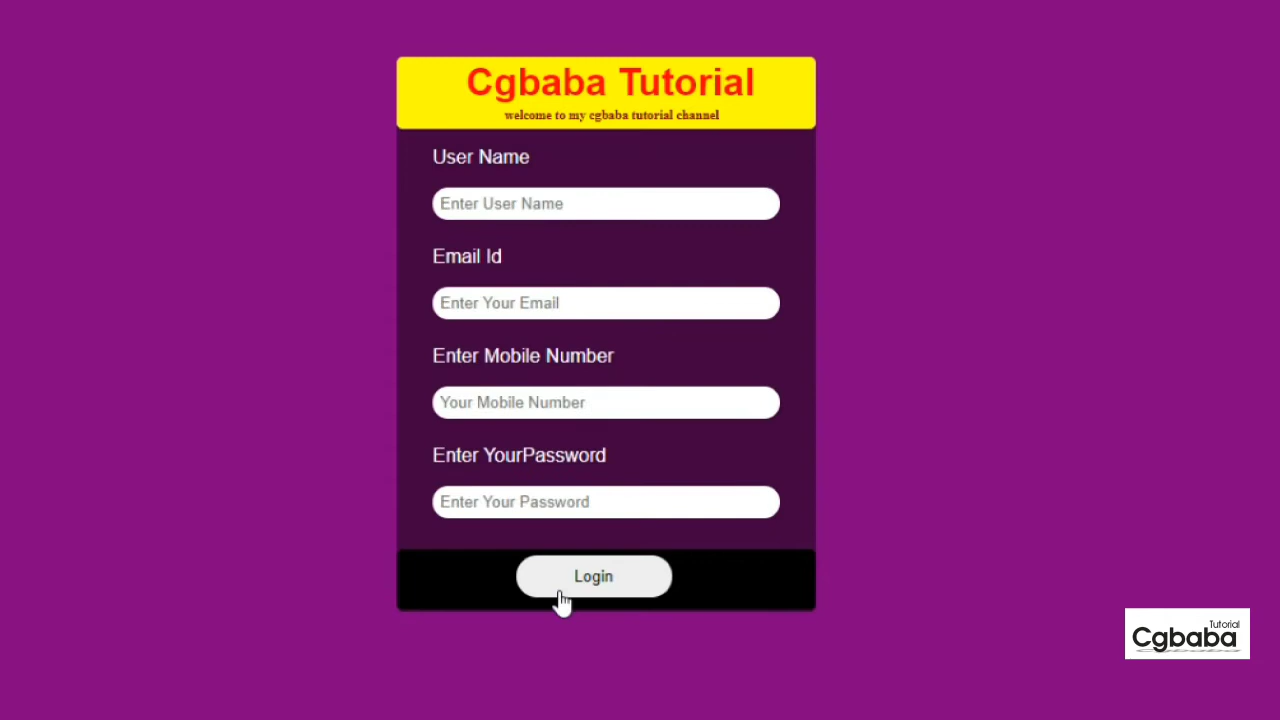 Cgbaba Tutorial
welcome to my cgbaba tutorial channel
User Name
Enter User Name
Email Id
Enter Your Email
Enter Mobile Number
Your Mobile Number
Enter YourPassword
Enter Your Password
Login
Tutorial
Cgbaba